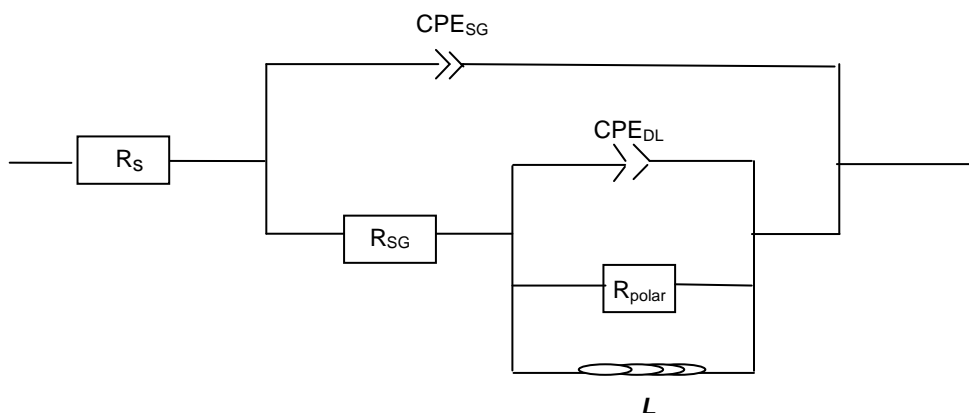 CPE_SG
CPE_DL
R_S
R_SG
R_polar
L